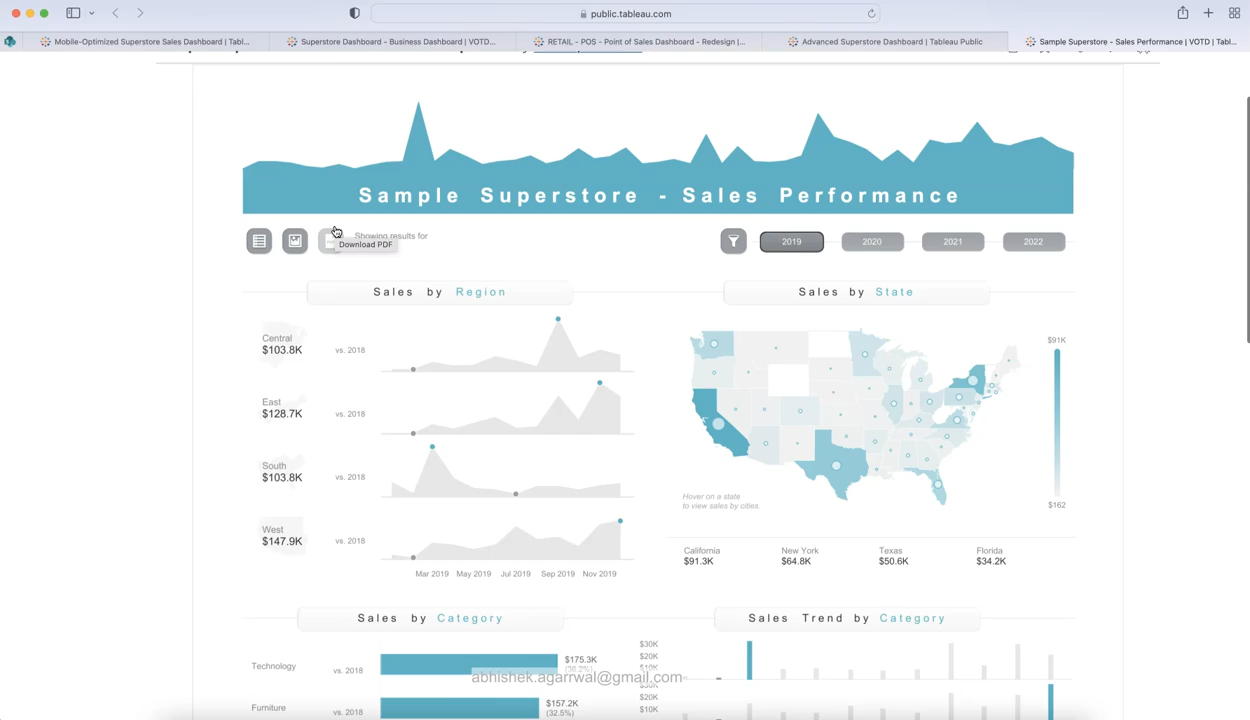 public.tableau.com
Mobile-Optimized Superstore Sales Dashboard | Tabl...
Superstore Dashboard - Business Dashboard | VOTD...
RETAIL - POS - Point of Sales Dashboard - Redesign |...
Advanced Superstore Dashboard | Tableau Public
Sample Superstore - Sales Performance | VOTD | Tabl...
Sample Superstore - Sales Performance
Showing results for
Download PDF
2019
2020
2021
2022
Sales by Region
Central
$103.8K
vs. 2018
East
$128.7K
vs. 2018
South
$103.8K
vs. 2018
West
$147.9K
vs. 2018
Mar 2019 May 2019 Jul 2019 Sep 2019 Nov 2019
Sales by State
$91K
$162
Hover on a state
to view sales by cities.
California
$91.3K
New York
$64.8K
Texas
$50.6K
Florida
$34.2K
Sales by Category
Technology
vs. 2018
$175.3K
(36.2%)
Furniture
vs. 2018
$157.2K
(32.5%)
Sales Trend by Category
$30K
$20K
$10K
$30K
$20K
$10K
abhishek.agarrwal@gmail.com